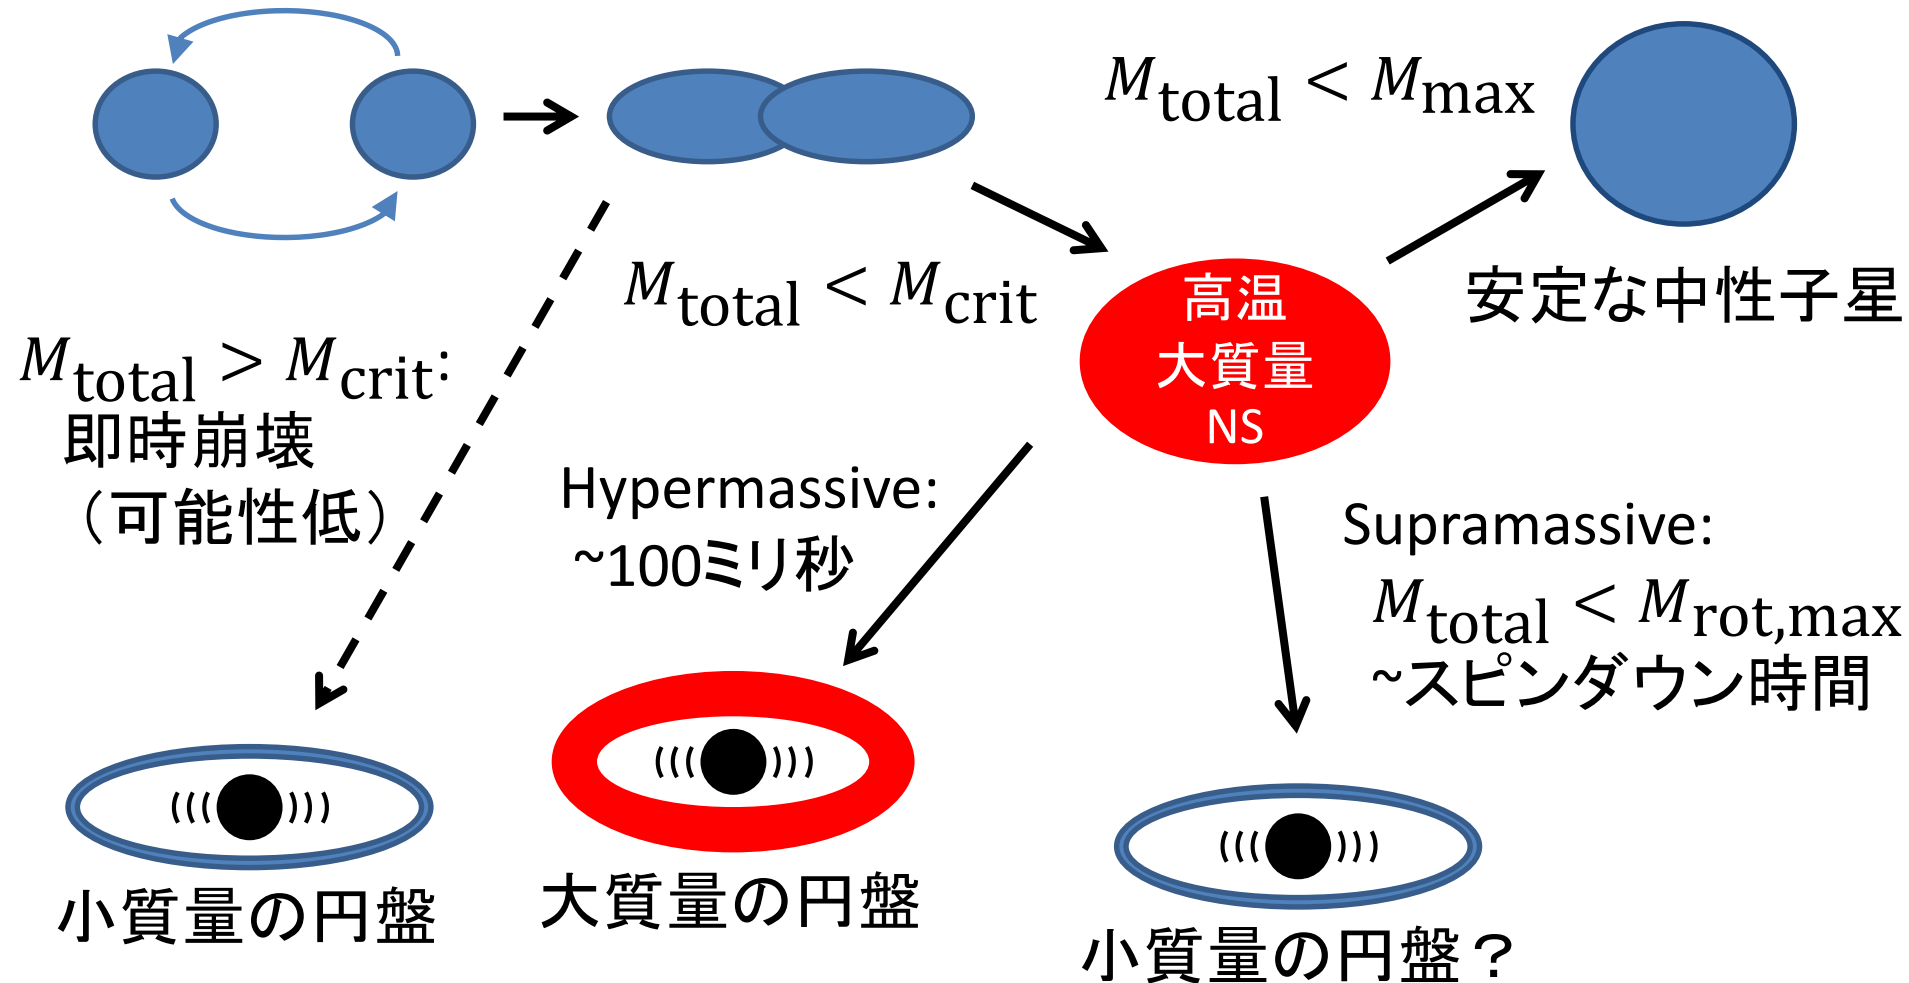 M_total < M_max
安定な中性子星
M_total < M_crit
高温
大質量
NS
M_total > M_crit:
即時崩壊
（可能性低）
Hypermassive:
~100ミリ秒
Supramassive:
M_total < M_rot,max
~スピンダウン時間
小質量の円盤
大質量の円盤
小質量の円盤？